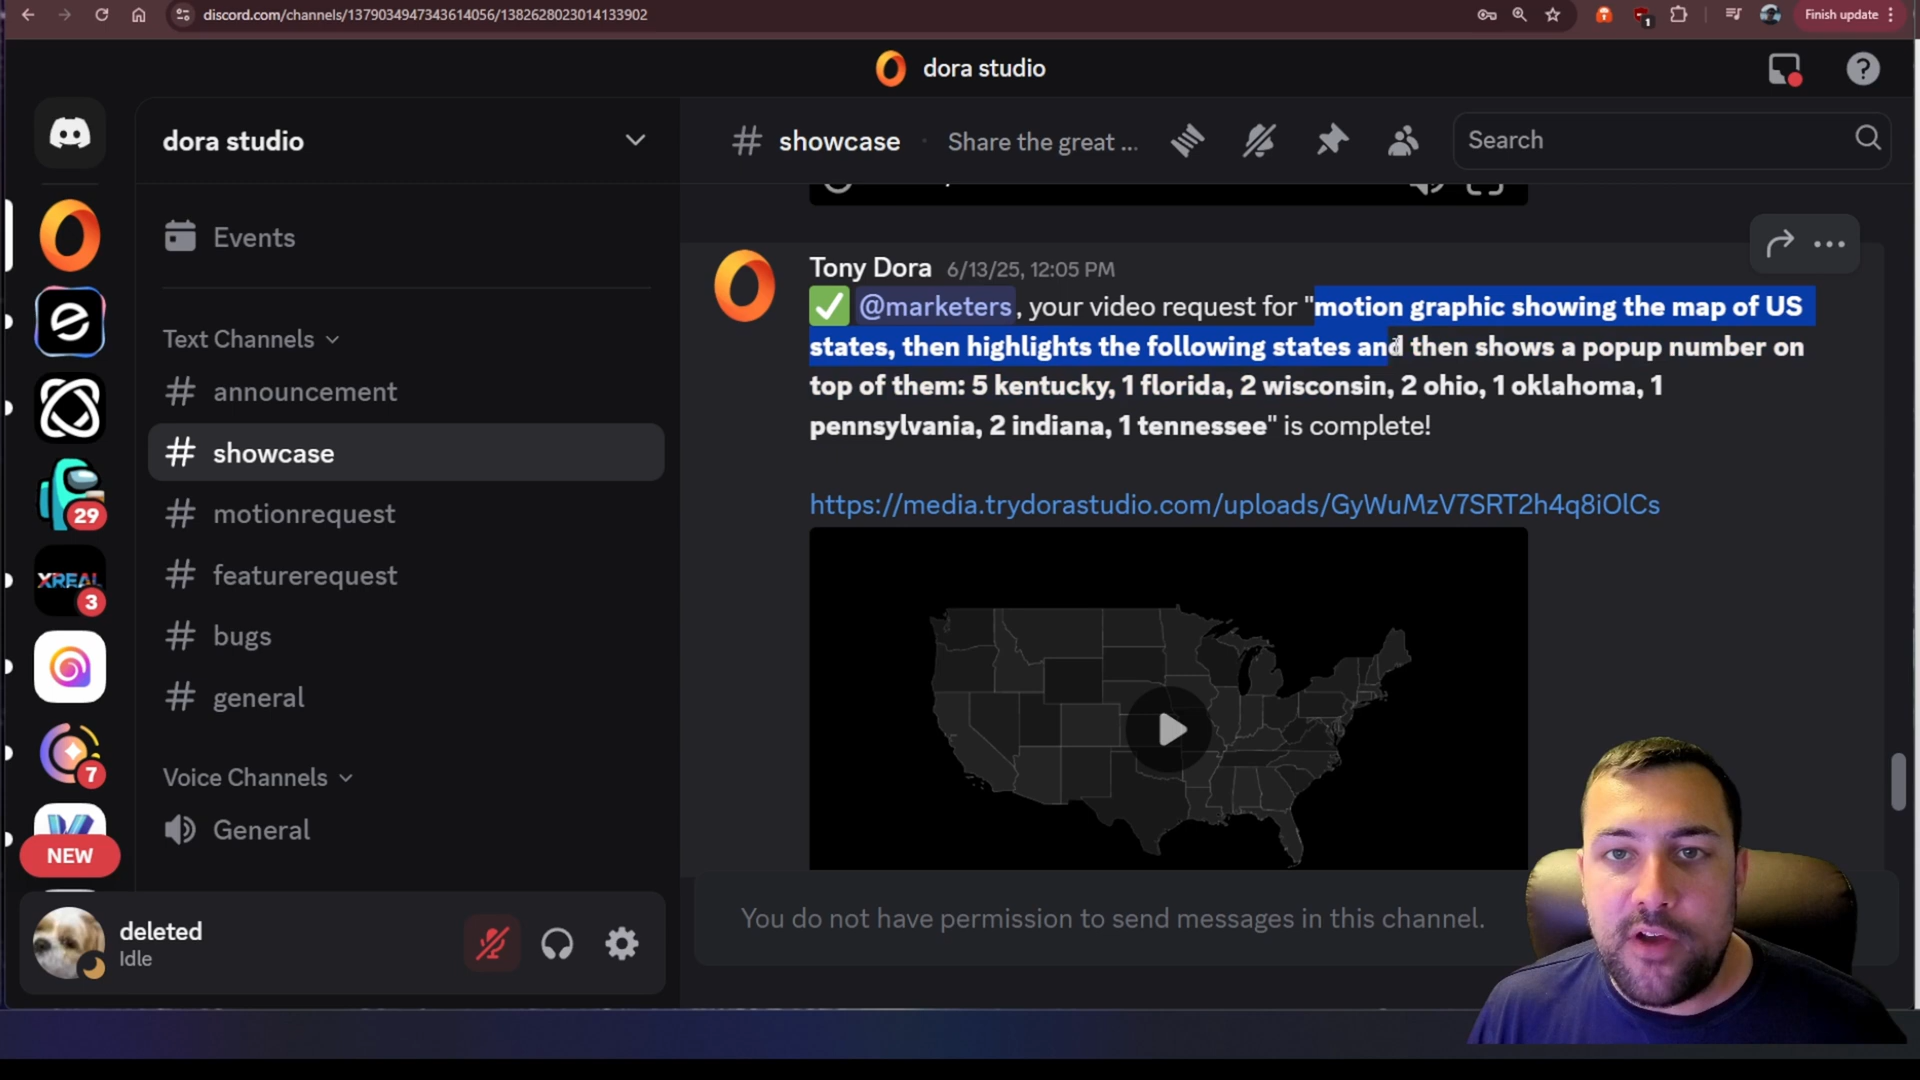 discord.com/channels/1379034947343614056/1382628023014133902
1
Finish update
dora studio
dora studio
Events
Text Channels
announcement
showcase
motionrequest
featurerequest
bugs
general
Voice Channels
General
29
XREAL
3
7
NEW
deleted
Idle
showcase
Share the great ...
Search
Tony Dora 6/13/25, 12:05 PM
@marketers, your video request for "motion graphic showing the map of US
states, then highlights the following states and then shows a popup number on
top of them: 5 kentucky, 1 florida, 2 wisconsin, 2 ohio, 1 oklahoma, 1
pennsylvania, 2 indiana, 1 tennessee" is complete!
https://media.trydorastudio.com/uploads/GyWuMzV7SRT2h4q8iOlCs
You do not have permission to send messages in this channel.